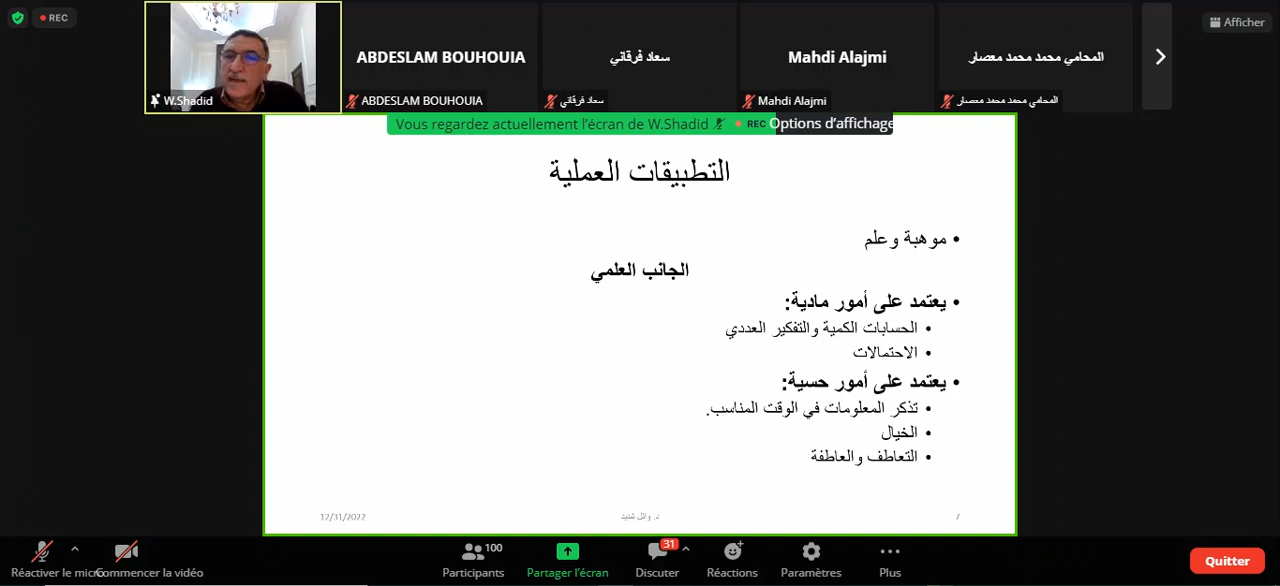 REC
Afficher
ABDESLAM BOUHOUIA
سعاد فرقاني
Mahdi Alajmi
المحامي محمد محمد معصار
W.Shadid
ABDESLAM BOUHOUIA
سعاد فرقاني
Mahdi Alajmi
المحامي محمد محمد معصار
Vous regardez actuellement l'écran de W.Shadid
REC
Options d'affichage
التطبيقات العملية
• موهبة وعلم
الجانب العلمي
• يعتمد على أمور مادية:
• الحسابات الكمية والتفكير العددي
• الاحتمالات
• يعتمد على أمور حسية:
• تذكر المعلومات في الوقت المناسب.
• الخيال
• التعاطف والعاطفة
12/31/2022
د. وائل شديد
7
100
31
Réactiver le micro
Commencer la vidéo
Participants
Partager l'écran
Discuter
Réactions
Paramètres
Plus
Quitter